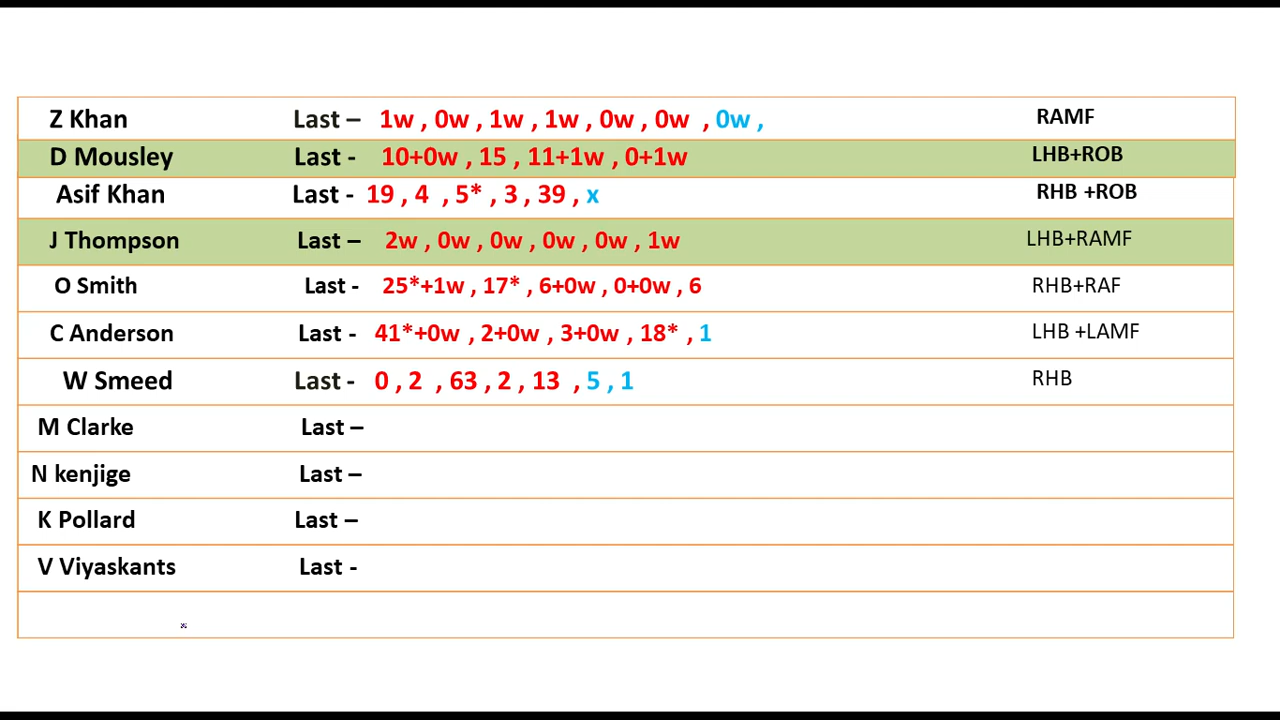 Z Khan Last – 1w , 0w , 1w , 1w , 0w , 0w , 0w , RAMF
D Mousley Last - 10+0w , 15 , 11+1w , 0+1w LHB+ROB
Asif Khan Last - 19 , 4 , 5* , 3 , 39 , x RHB +ROB
J Thompson Last – 2w , 0w , 0w , 0w , 0w , 1w LHB+RAMF
O Smith Last - 25*+1w , 17* , 6+0w , 0+0w , 6 RHB+RAF
C Anderson Last - 41*+0w , 2+0w , 3+0w , 18* , 1 LHB +LAMF
W Smeed Last - 0 , 2 , 63 , 2 , 13 , 5 , 1 RHB
M Clarke Last –
N kenjige Last –
K Pollard Last –
V Viyaskants Last -